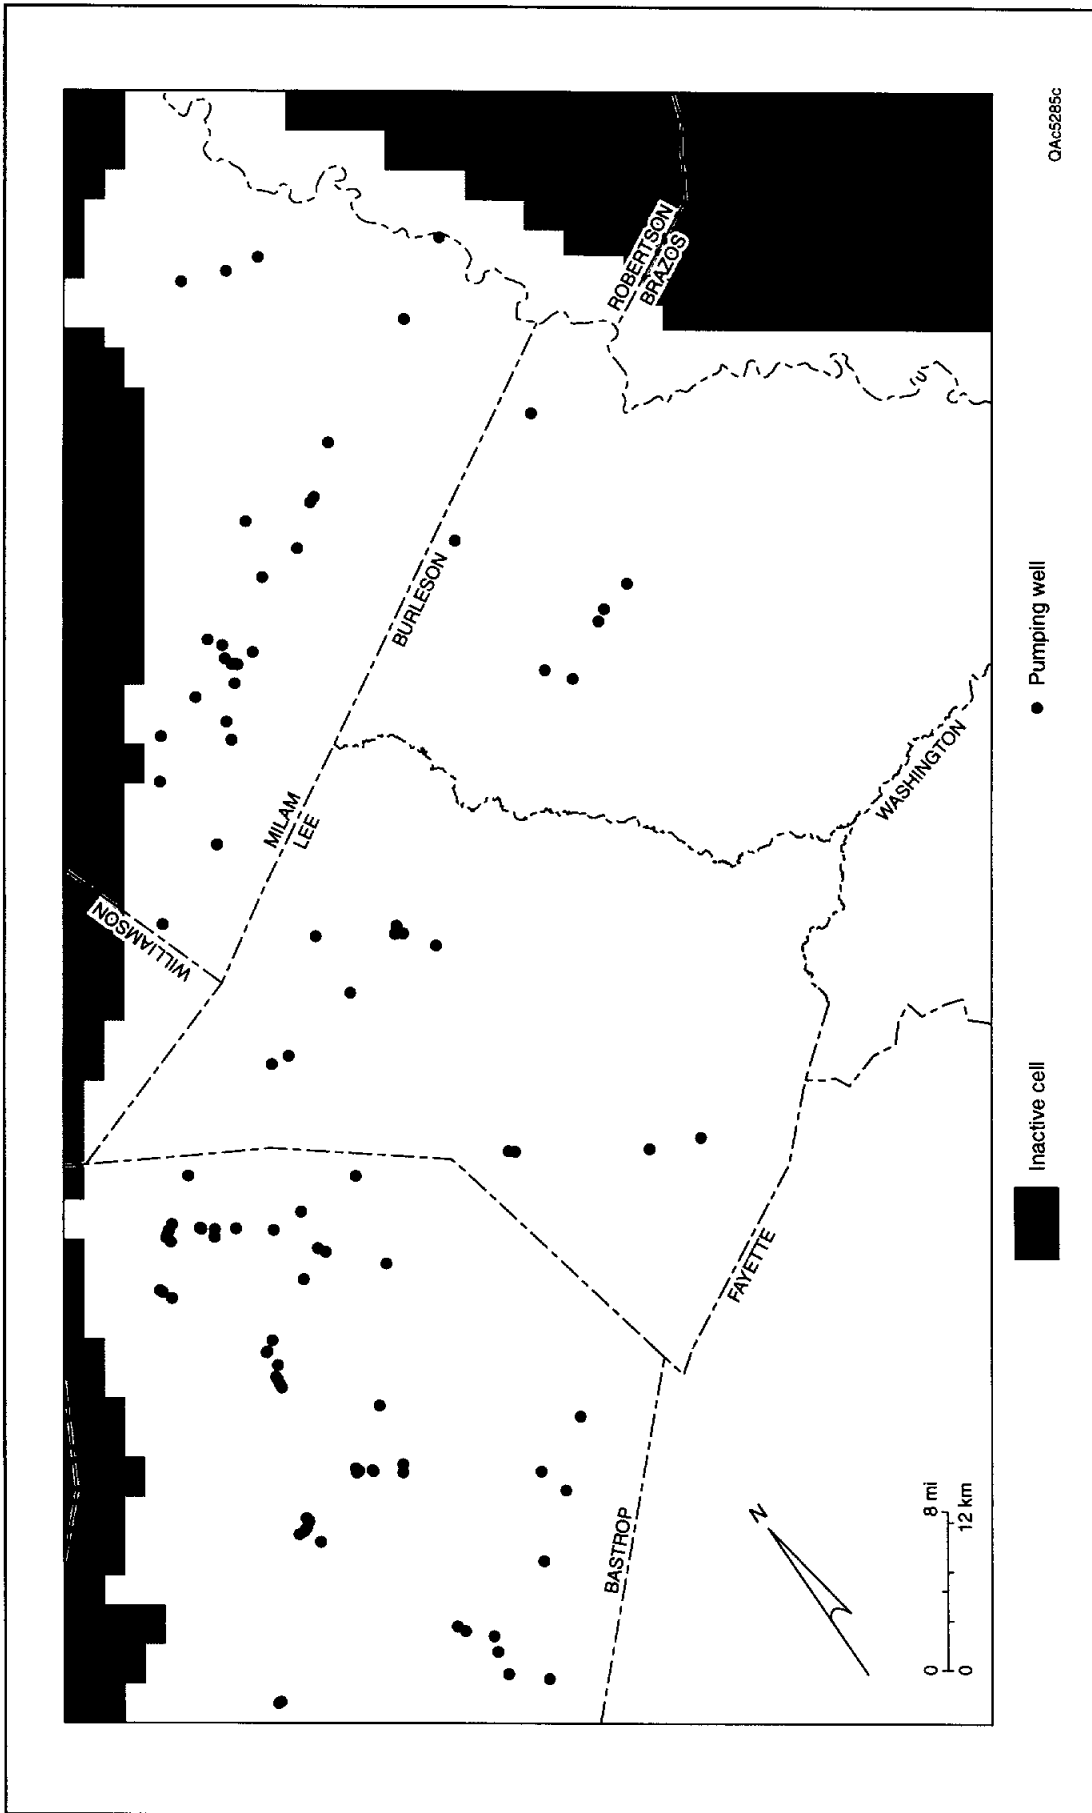 ROBERTSON
BRAZOS
BURLESON
MILAM
LEE
WILLIAMSON
WASHINGTON
FAYETTE
BASTROP
N
0 8 mi
0 12 km
Inactive cell
Pumping well
QAc5285c